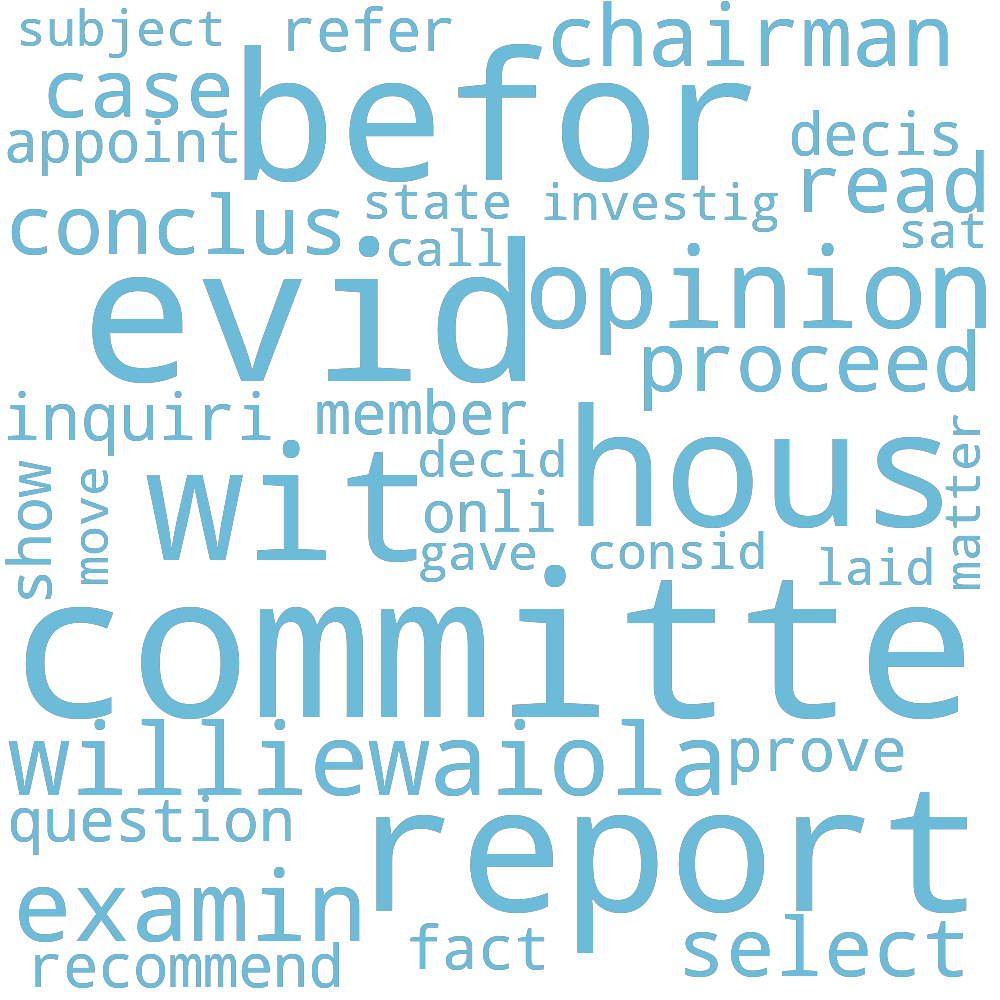 subject
refer
chairman
case
befor
appoint
decis
read
conclus
state
investig
sat
call
evid
opinion
proceed
inquiri
member
hous
matter
show
move
wit
decid
onli
gave
consid
laid
committe
williewaiola
prove
question
report
examin
fact
select
recommend